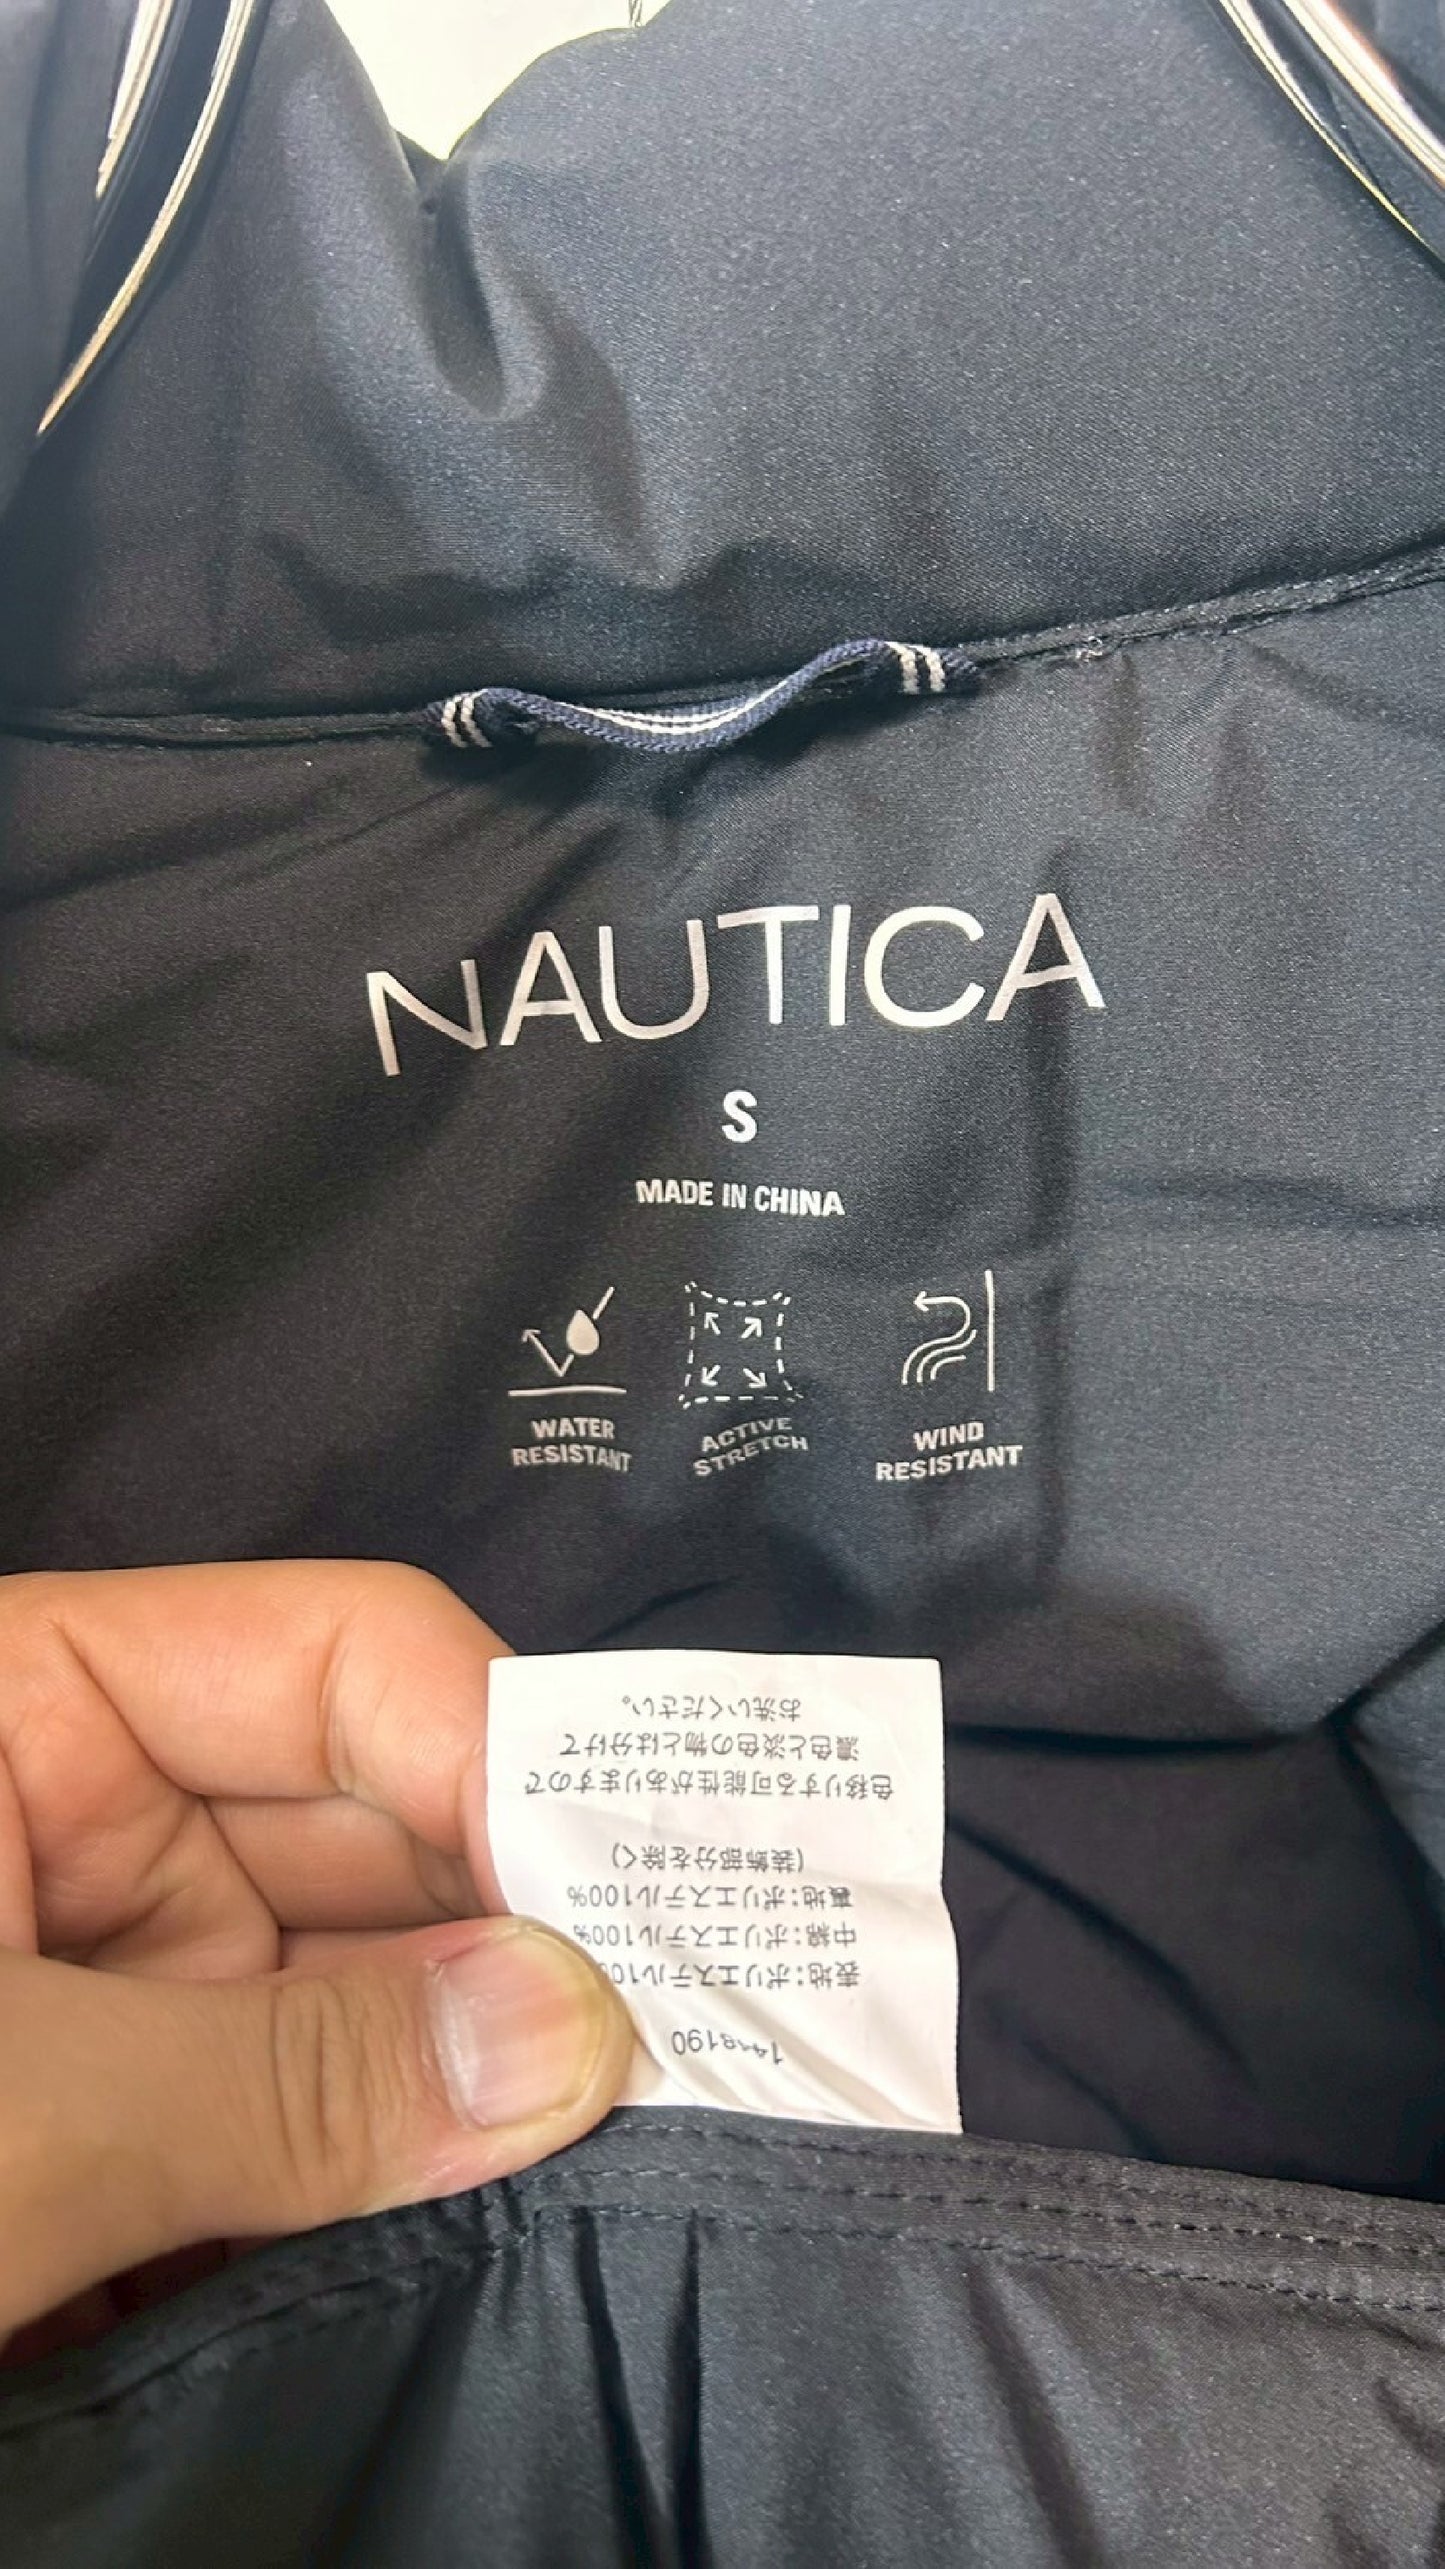 NAUTICA
S
MADE IN CHINA
WATER
RESISTANT
ACTIVE
STRETCH
WIND
RESISTANT
表地:ポリエステル10
中綿:ポリエステル100%
裏地:ポリエステル100%
(装飾部分を除く)
色移りする可能性がありますので
濃色と淡色の物とは分けて
お洗いください。